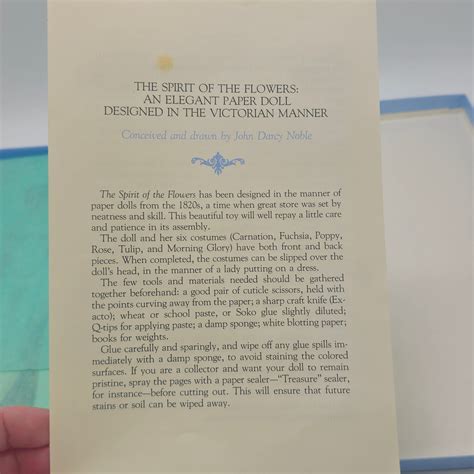 THE SPIRIT OF THE FLOWERS:
AN ELEGANT PAPER DOLL
DESIGNED IN THE VICTORIAN MANNER
Conceived and drawn by John Darcy Noble
The Spirit of the Flowers has been designed in the manner of
paper dolls from the 1820s, a time when great store was set by
neatness and skill. This beautiful toy will well repay a little care
and patience in its assembly.
The doll and her six costumes (Carnation, Fuchsia, Poppy,
Rose, Tulip, and Morning Glory) have both front and back
pieces. When completed, the costumes can be slipped over the
doll's head, in the manner of a lady putting on a dress.
The few tools and materials needed should be gathered
together beforehand: a good pair of cuticle scissors, held with
the points curving away from the paper; a sharp craft knife (Ex-
acto); wheat or school paste, or Soko glue slightly diluted;
Q-tips for applying paste; a damp sponge; white blotting paper;
books for weights.
Glue carefully and sparingly, and wipe off any glue spills im-
mediately with a damp sponge, to avoid staining the colored
surfaces. If you are a collector and want your doll to remain
pristine, spray the pages with a paper sealer—"Treasure" sealer,
for instance—before cutting out. This will ensure that future
stains or soil can be wiped away.